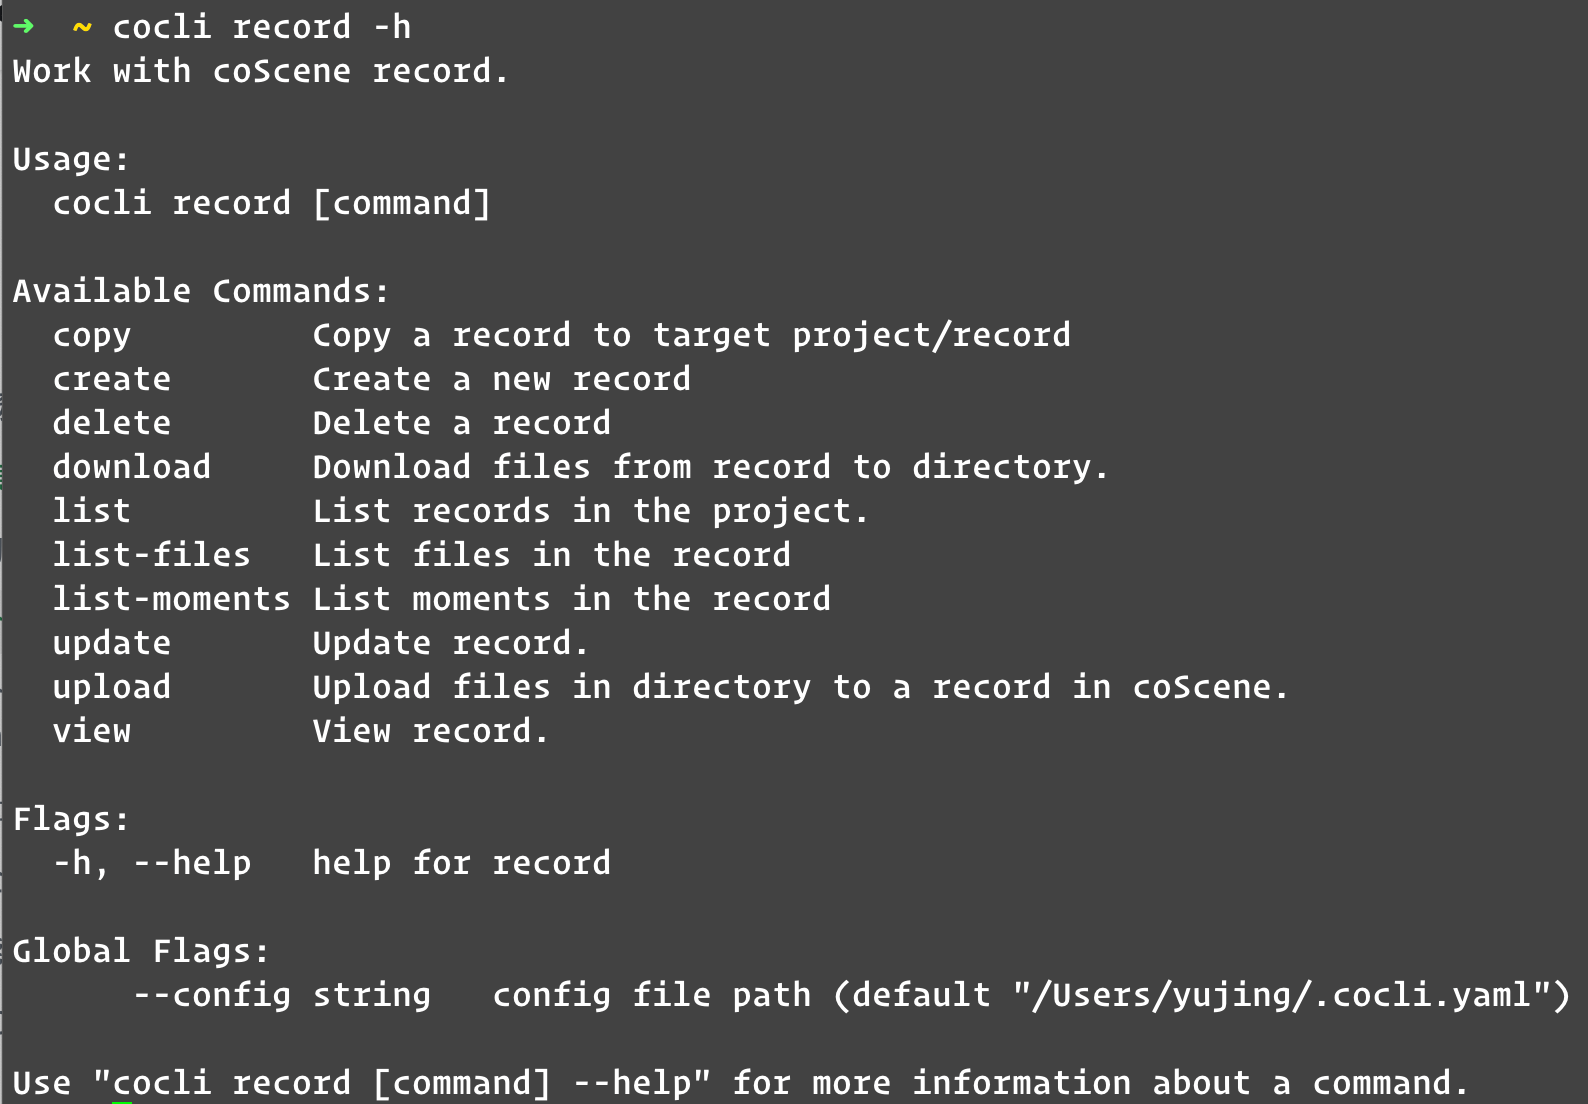 ➜  ~ cocli record -h
Work with coScene record.

Usage:
  cocli record [command]

Available Commands:
  copy         Copy a record to target project/record
  create       Create a new record
  delete       Delete a record
  download     Download files from record to directory.
  list         List records in the project.
  list-files   List files in the record
  list-moments List moments in the record
  update       Update record.
  upload       Upload files in directory to a record in coScene.
  view         View record.

Flags:
  -h, --help   help for record

Global Flags:
      --config string   config file path (default "/Users/yujing/.cocli.yaml")

Use "cocli record [command] --help" for more information about a command.